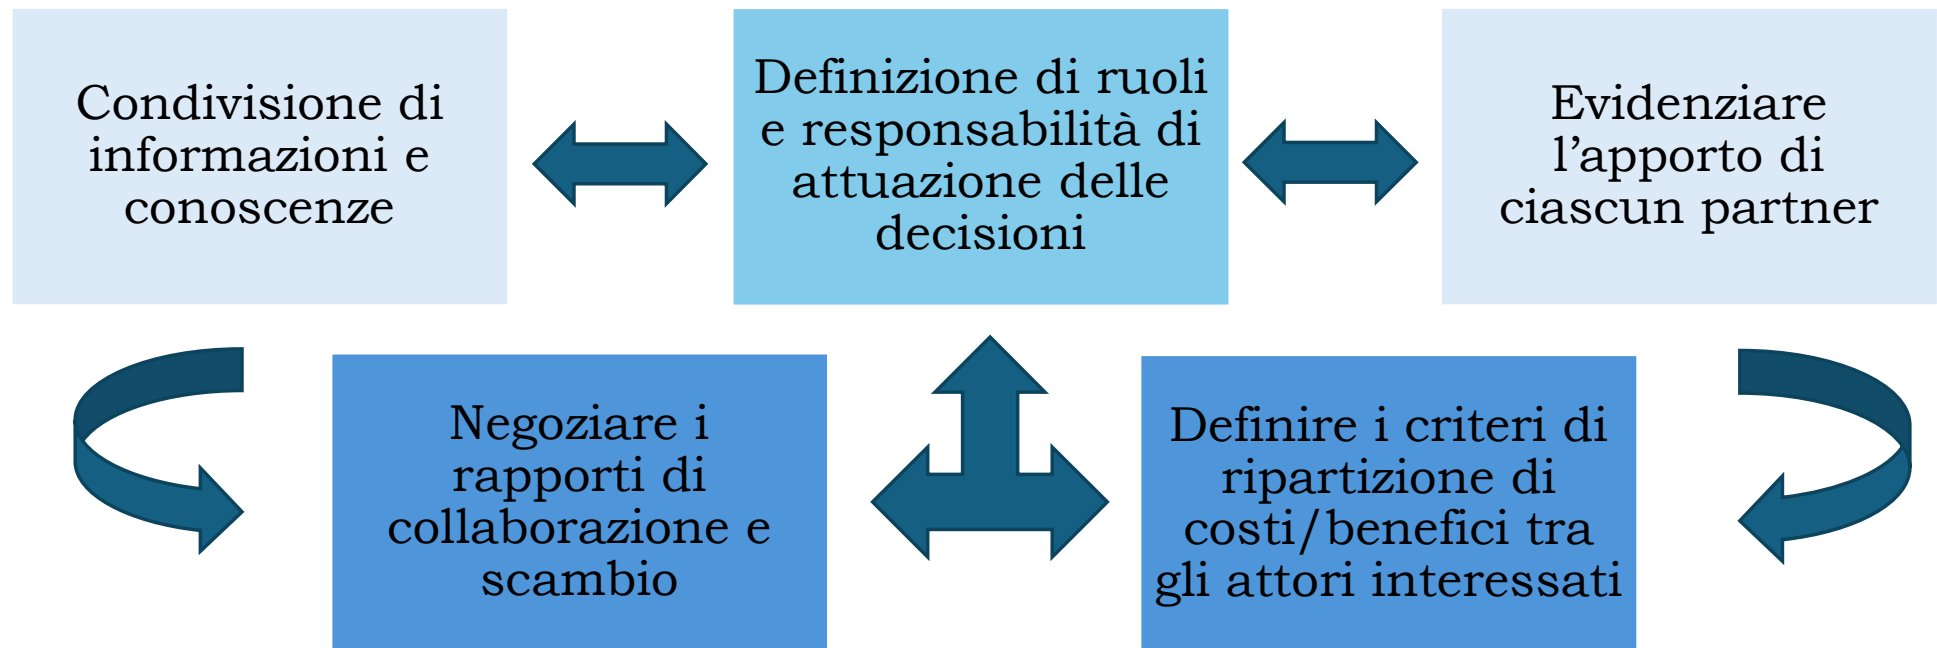 Condivisione di
informazioni e
conoscenze
Definizione di ruoli
e responsabilità di
attuazione delle
decisioni
Evidenziare
l’apporto di
ciascun partner
Negoziare i
rapporti di
collaborazione e
scambio
Definire i criteri di
ripartizione di
costi/benefici tra
gli attori interessati